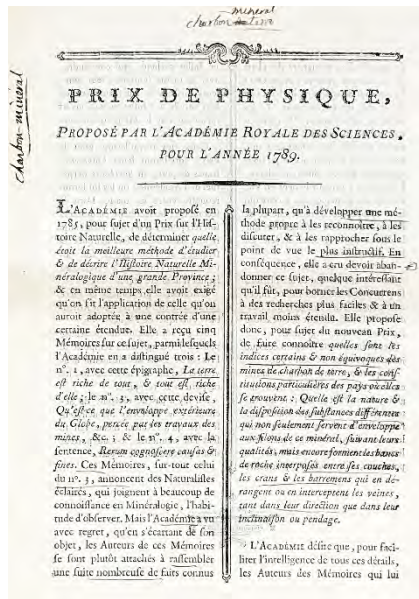 mineral
charbon
charbon mineral
PRIX DE PHYSIQUE,
PROPOSÉ PAR L'ACADÉMIE ROYALE DES SCIENCES,
POUR L'ANNÉE 1789.
L'ACADÉMIE avoit proposé en
1785, pour sujet d'un Prix sur l'His-
toire Naturelle, de déterminer quelle
étoit la meilleure méthode d'étudier
& de décrire l'Histoire Naturelle Mi-
néralogique d'une grande Province;
& en même temps elle avoit exigé
qu'on fît l'application de celle qu'on
auroit adoptée à une contrée d'une
certaine étendue. Elle a reçu cinq
Mémoires sur ce sujet, parmi lesquels
l'Académie en a distingué trois: Le
n°. 1, avec cette épigraphe, La terre
est riche de tout, & tout est riche
d'elle; le n°. 3, avec cette devise,
Qu'est-ce que l'enveloppe extérieure
du Globe, percée par les travaux des
mines, &c. ; & le n°. 4, avec la
sentence, Rerum cognoscere causas &
fines. Ces Mémoires, sur-tout celui
du n°. 3, annoncent des Naturalistes
éclairés, qui joignent à beaucoup de
connoissance en Minéralogie, l'habi-
tude d'observer. Mais l'Académie a vu
avec regret, qu'en s'écartant de son
objet, les Auteurs de ces Mémoires
se sont plutôt attachés à rassembler
une suite nombreuse de faits connus
la plupart, qu'à développer une mé-
thode propre à les reconnoître, à les
discuter, & à les rapprocher sous le
point de vue le plus instructif. En
conséquence, elle a cru devoir aban-
donner ce sujet, quelque intéressant
qu'il fût, pour borner les Concurrens
à des recherches plus faciles & à un
travail moins étendu. Elle propose
donc, pour sujet du nouveau Prix,
de faire connoître quelles sont les
indices certains & non équivoques des
mines de charbon de terre, & les cons-
titutions particulières des pays où elles
se trouvent : Quelle est la nature &
la disposition des substances différentes
qui non seulement servent d'enveloppe
aux filons de ce minéral, suivant leurs
qualités, mais encore forment les bancs
de roche interposés entre ses couches,
les crans & les barremens qui en dé-
rangent ou en interceptent les veines,
tant dans leur direction que dans leur
inclinaison ou pendage.
L'ACADÉMIE désire que, pour faci-
liter l'intelligence de tous ces détails,
les Auteurs des Mémoires qui lui